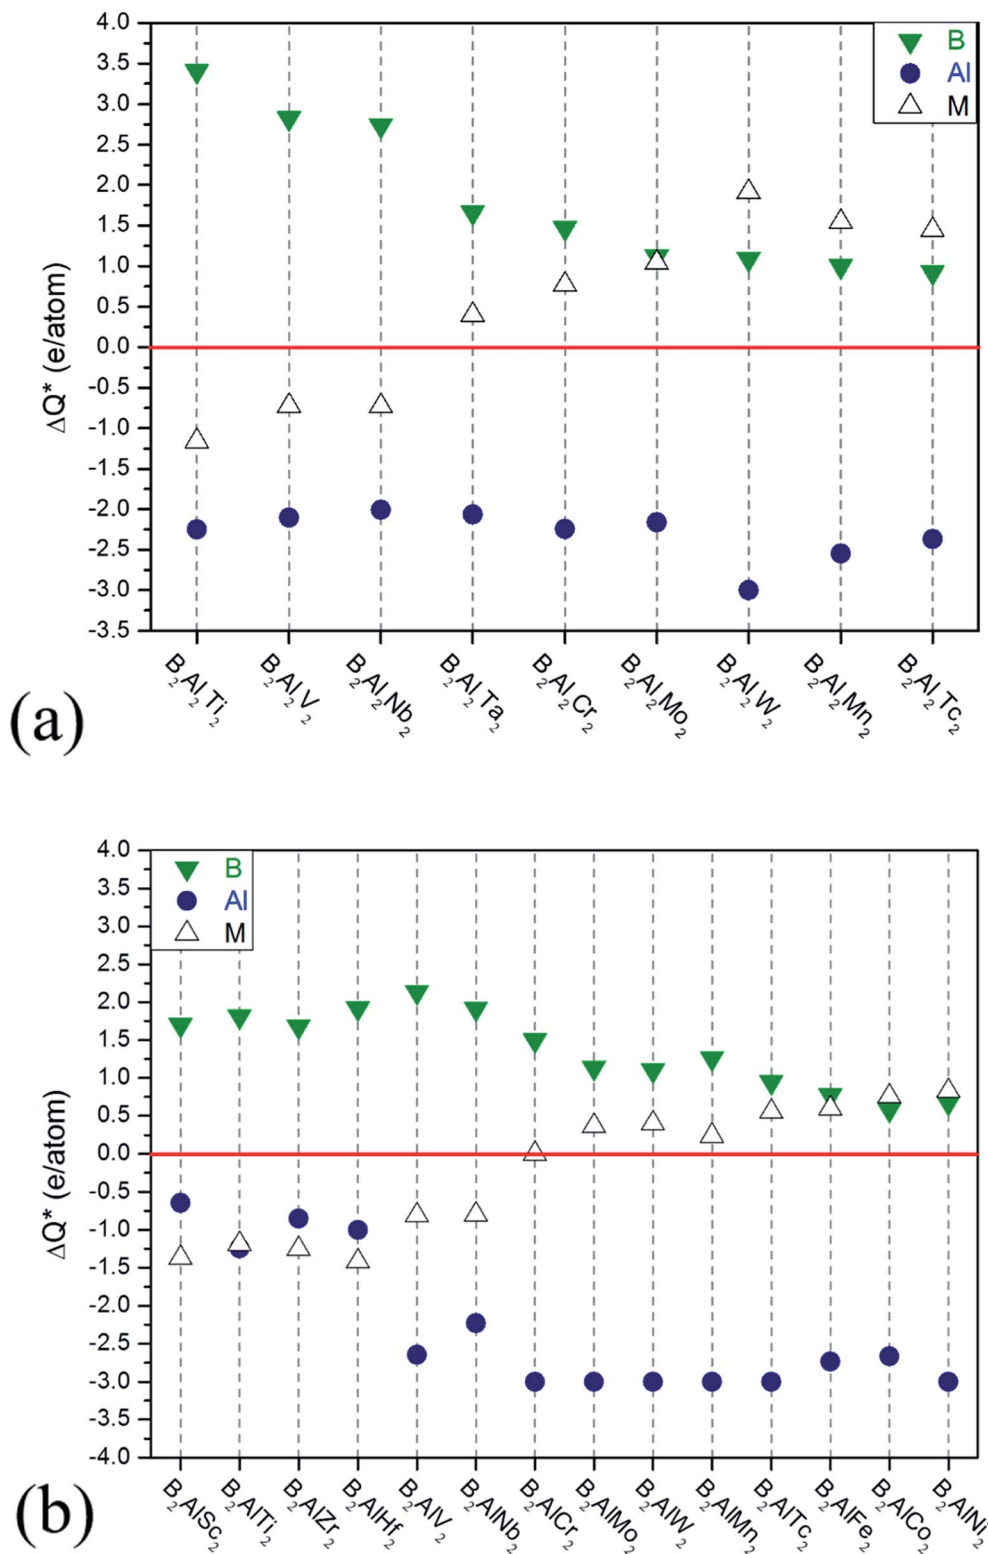 4.0
3.5
3.0
2.5
2.0
1.5
1.0
0.5
0.0
-0.5
-1.0
-1.5
-2.0
-2.5
-3.0
-3.5
ΔQ* (e/atom)
B
Al
M
B₂Al₂Ti₂
B₂Al₂V₂
B₂Al₂Nb₂
B₂Al₂Ta₂
B₂Al₂Cr₂
B₂Al₂Mo₂
B₂Al₂W₂
B₂Al₂Mn₂
B₂Al₂Tc₂
(a)
4.0
3.5
3.0
2.5
2.0
1.5
1.0
0.5
0.0
-0.5
-1.0
-1.5
-2.0
-2.5
-3.0
-3.5
-4.0
ΔQ* (e/atom)
B
Al
M
B₂AlSc₂
B₂AlTi₂
B₂AlZr₂
B₂AlHf₂
B₂AlV₂
B₂AlNb₂
B₂AlCr₂
B₂AlMo₂
B₂AlW₂
B₂AlMn₂
B₂AlTc₂
B₂AlFe₂
B₂AlCo₂
B₂AlNi₂
(b)